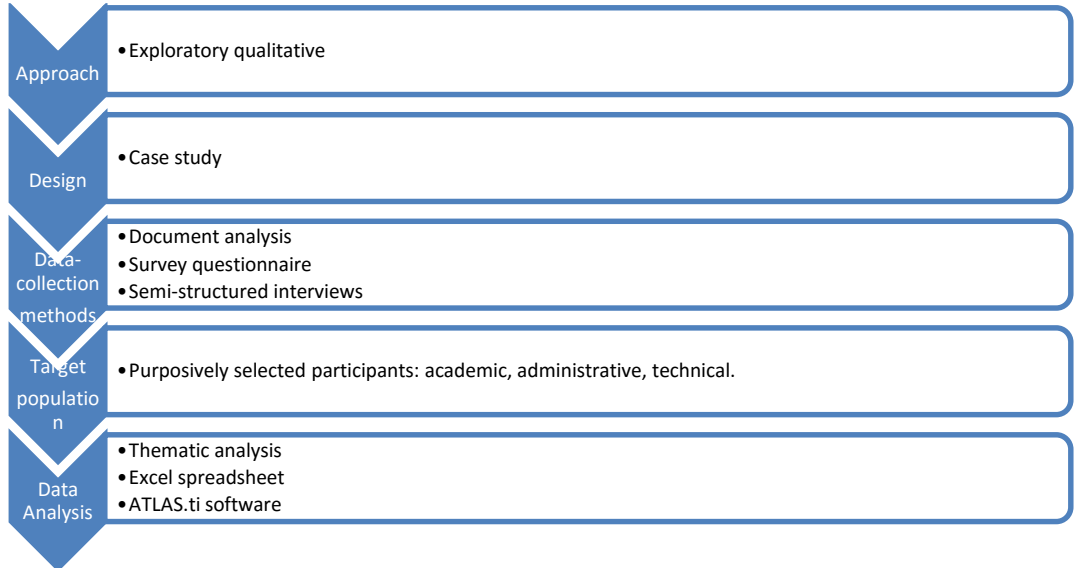 Approach
•Exploratory qualitative
Design
•Case study
Data-
collection
methods
•Document analysis
•Survey questionnaire
•Semi-structured interviews
Target
populatio
n
•Purposively selected participants: academic, administrative, technical.
Data
Analysis
•Thematic analysis
•Excel spreadsheet
•ATLAS.ti software